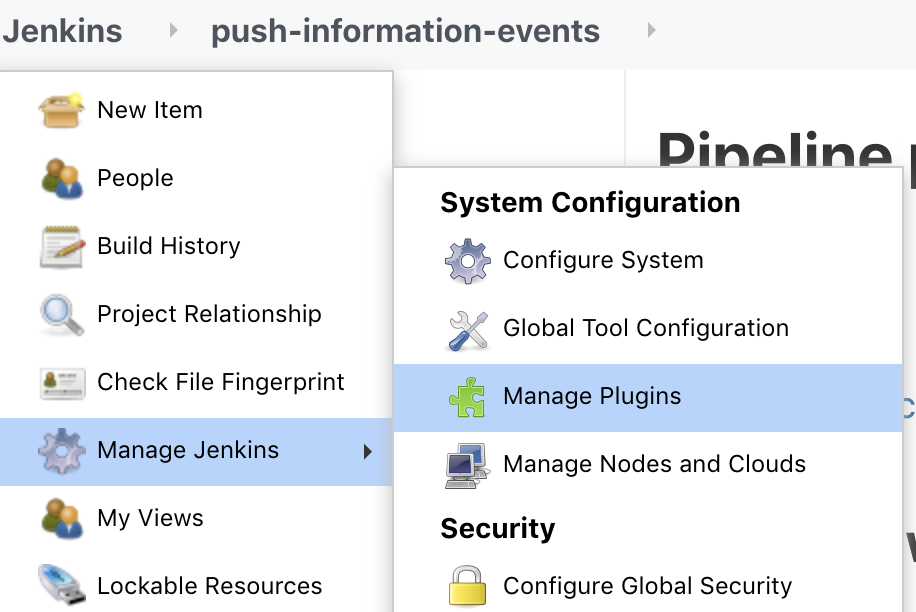 Jenkins push-information-events
New Item
People
Build History
Project Relationship
Check File Fingerprint
Manage Jenkins
My Views
Lockable Resources
Pipeline
System Configuration
Configure System
Global Tool Configuration
Manage Plugins
Manage Nodes and Clouds
Security
Configure Global Security